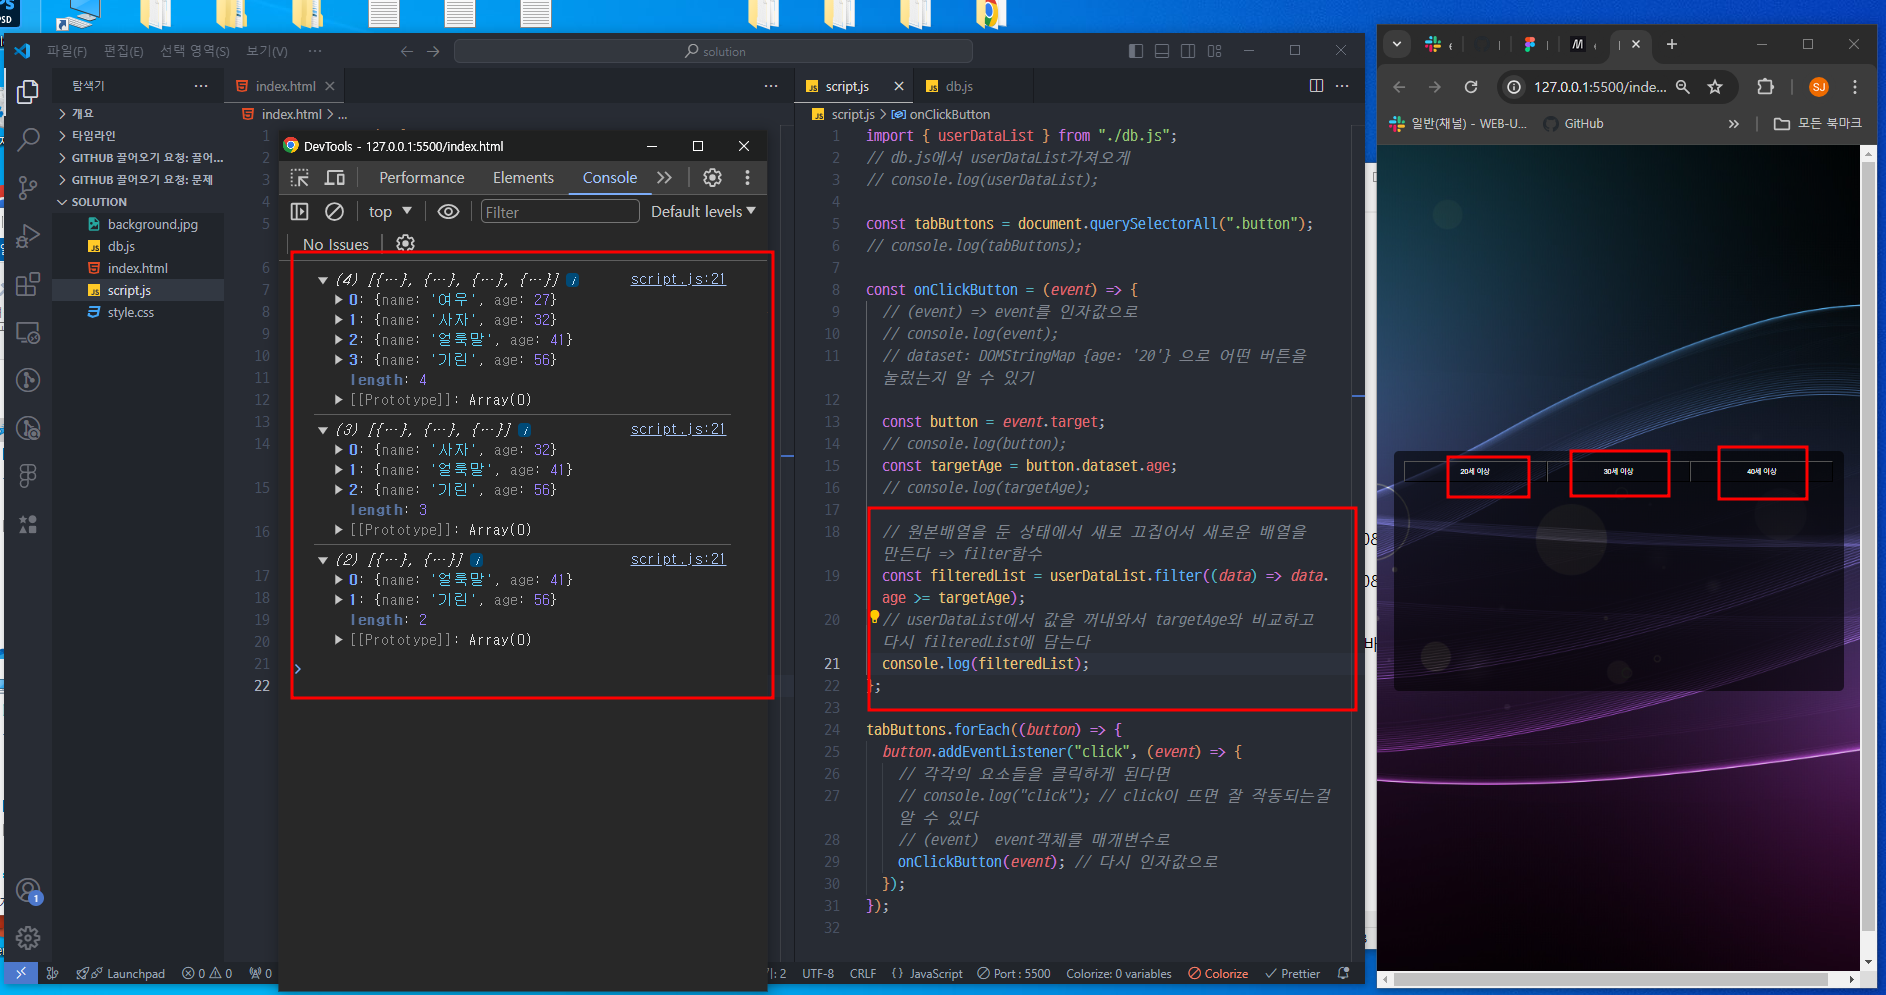 파일(F) 편집(E) 선택 영역(S) 보기(V) ···
solution
탐색기
개요
타임라인
GITHUB 끌어오기 요청: 끌어...
GITHUB 끌어오기 요청: 문제
SOLUTION
background.jpg
db.js
index.html
script.js
style.css
index.html
index.html > ...
DevTools - 127.0.0.1:5500/index.html
Performance Elements Console
top Filter Default levels
No Issues
(4) [{…}, {…}, {…}, {…}] script.js:21
0: {name: '여우', age: 27}
1: {name: '사자', age: 32}
2: {name: '얼룩말', age: 41}
3: {name: '기린', age: 56}
length: 4
[[Prototype]]: Array(0)
(3) [{…}, {…}, {…}] script.js:21
0: {name: '사자', age: 32}
1: {name: '얼룩말', age: 41}
2: {name: '기린', age: 56}
length: 3
[[Prototype]]: Array(0)
(2) [{…}, {…}] script.js:21
0: {name: '얼룩말', age: 41}
1: {name: '기린', age: 56}
length: 2
[[Prototype]]: Array(0)
script.js db.js
script.js > onClickButton
1 import { userDataList } from "./db.js";
2 // db.js에서 userDataList가져오게
3 // console.log(userDataList);
4
5 const tabButtons = document.querySelectorAll(".button");
6 // console.log(tabButtons);
7
8 const onClickButton = (event) => {
9 // (event) => event를 인자값으로
10 // console.log(event);
11 // dataset: DOMStringMap {age: '20'} 으로 어떤 버튼을
눌렀는지 알 수 있기
12
13 const button = event.target;
14 // console.log(button);
15 const targetAge = button.dataset.age;
16 // console.log(targetAge);
17
18 // 원본배열을 둔 상태에서 새로 끄집어서 새로운 배열을
만든다 => filter함수
19 const filteredList = userDataList.filter((data) => data.
age >= targetAge);
20 // userDataList에서 값을 꺼내와서 targetAge와 비교하고
다시 filteredList에 담는다
21 console.log(filteredList);
22 };
23
24 tabButtons.forEach((button) => {
25 button.addEventListener("click", (event) => {
26 // 각각의 요소들을 클릭하게 된다면
27 // console.log("click"); // click이 뜨면 잘 작동되는걸
알 수 있다
28 // (event) event객체를 매개변수로
29 onClickButton(event); // 다시 인자값으로
30 });
31 });
32
Launchpad 0 0 0 UTF-8 CRLF {} JavaScript Port : 5500 Colorize: 0 variables Colorize Prettier
127.0.0.1:5500/inde...
SJ
일반(채널) - WEB-U... GitHub » 모든 북마크
20세 이상 30세 이상 40세 이상